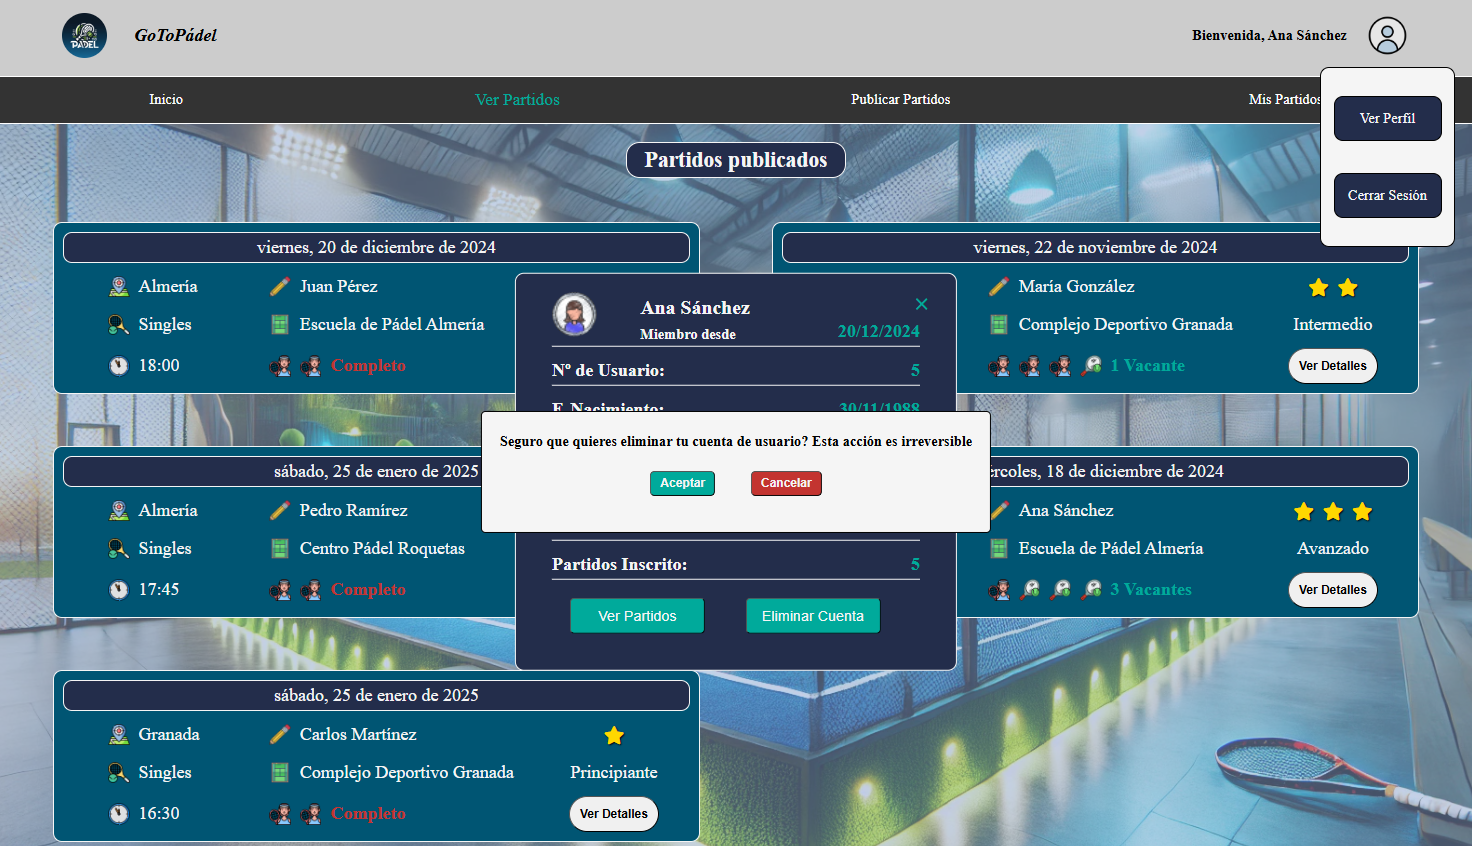 PADEL
GoToPádel
Bienvenida, Ana Sánchez
Inicio
Ver Partidos
Publicar Partidos
Mis Partidos
Ver Perfil
Cerrar Sesión
Partidos publicados
viernes, 20 de diciembre de 2024
Almería
Juan Pérez
Singles
Escuela de Pádel Almería
18:00
Completo
viernes, 22 de noviembre de 2024
María González
Complejo Deportivo Granada
Intermedio
1 Vacante
Ver Detalles
Ana Sánchez
Miembro desde
20/12/2024
Nº de Usuario:
5
F. Nacimiento:
30/11/1988
Seguro que quieres eliminar tu cuenta de usuario? Esta acción es irreversible
Aceptar
Cancelar
Partidos Inscrito:
5
Ver Partidos
Eliminar Cuenta
sábado, 25 de enero de 2025
Almería
Pedro Ramírez
Singles
Centro Pádel Roquetas
17:45
Completo
ércoles, 18 de diciembre de 2024
Ana Sánchez
Escuela de Pádel Almería
Avanzado
3 Vacantes
Ver Detalles
sábado, 25 de enero de 2025
Granada
Carlos Martínez
Singles
Complejo Deportivo Granada
Principiante
16:30
Completo
Ver Detalles